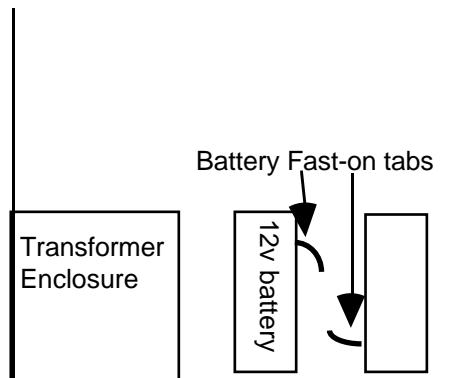 Battery Fast-on tabs
Transformer
Enclosure
12v battery